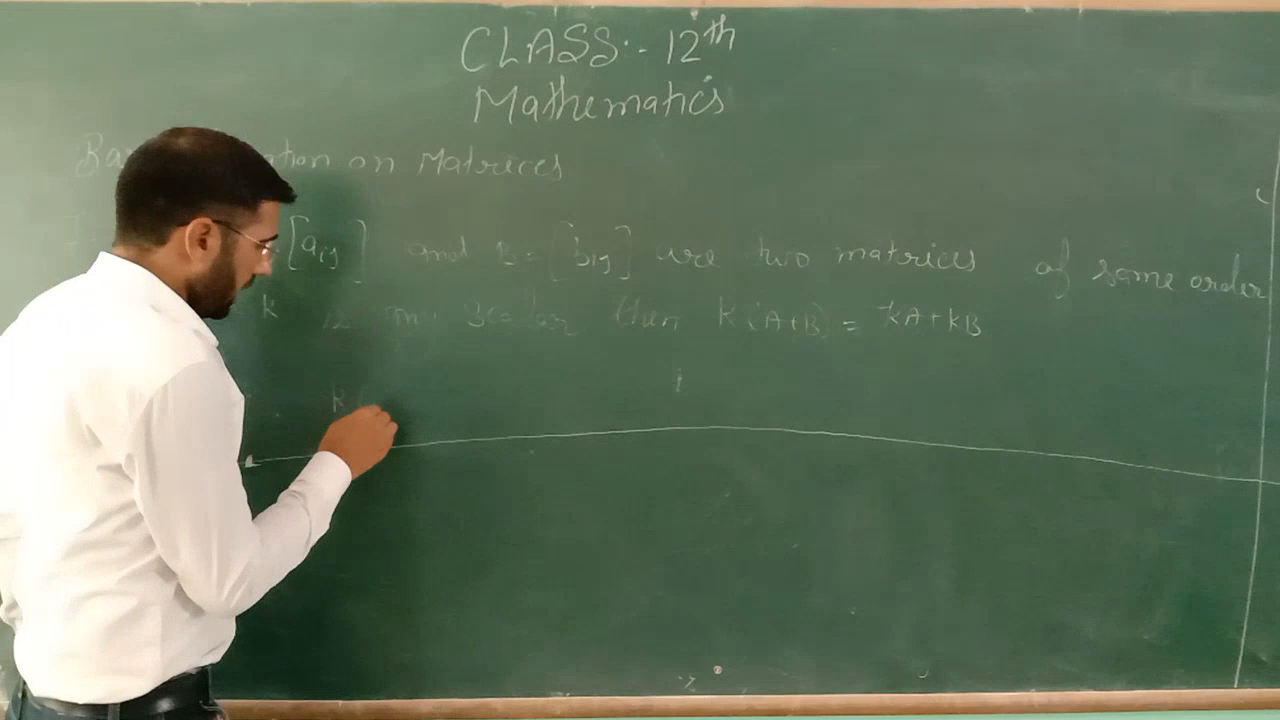 CLASS:- 12th
Mathematics
on Matrices
[aij] and B = [bij] are two matrices of same order
k is any Scalar then K(A+B) = kA+kB
k